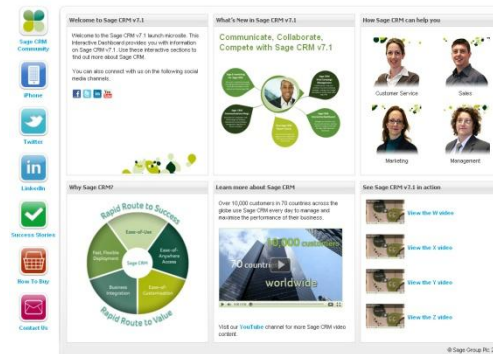 Sage CRM
Community
iPhone
Twitter
LinkedIn
Success Stories
How To Buy
Contact Us
Welcome to Sage CRM v7.1
Welcome to the Sage CRM v7.1 launch microsite. This
Interactive Dashboard provides you with information
on Sage CRM v7.1. Use these interactive sections to
find out more about Sage CRM.
You can also connect with us on the following social
media channels.
What's New in Sage CRM v7.1
Communicate, Collaborate,
Compete with Sage CRM v7.1
How Sage CRM can help you
Customer Service
Sales
Marketing
Management
Why Sage CRM?
Rapid Route to Success
Ease-of-Use
Fast, Flexible
Deployment
Sage CRM
Ease-of-
Anywhere
Access
Business
Integration
Ease-of-
Customisation
Rapid Route to Value
Learn more about Sage CRM
Over 10,000 customers in 70 countries across the
globe use Sage CRM every day to manage and
maximise the performance of their business.
10,000 customers
70 countri
worldwide
Visit our YouTube channel for more Sage CRM video
content.
See Sage CRM v7.1 in action
View the W video
View the X video
View the Y video
View the Z video
© Sage Group Plc 2